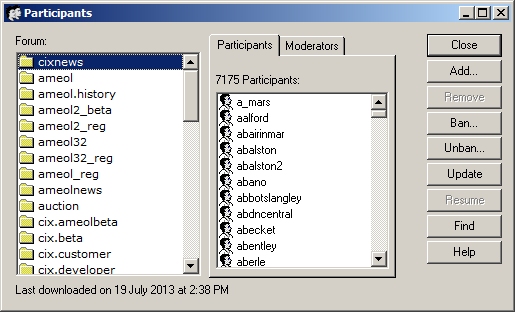 Participants
Forum:
cixnews
ameol
ameol.history
ameol2_beta
ameol2_reg
ameol32
ameol32_reg
ameol_reg
ameolnews
auction
cix.ameolbeta
cix.beta
cix.customer
cix.developer
Participants Moderators
7175 Participants:
a_mars
aalford
abairinmar
abalston
abalston2
abano
abbotslangley
abdncentral
abecket
abentley
aberle
Close
Add...
Remove
Ban...
Unban...
Update
Resume
Find
Help
Last downloaded on 19 July 2013 at 2:38 PM